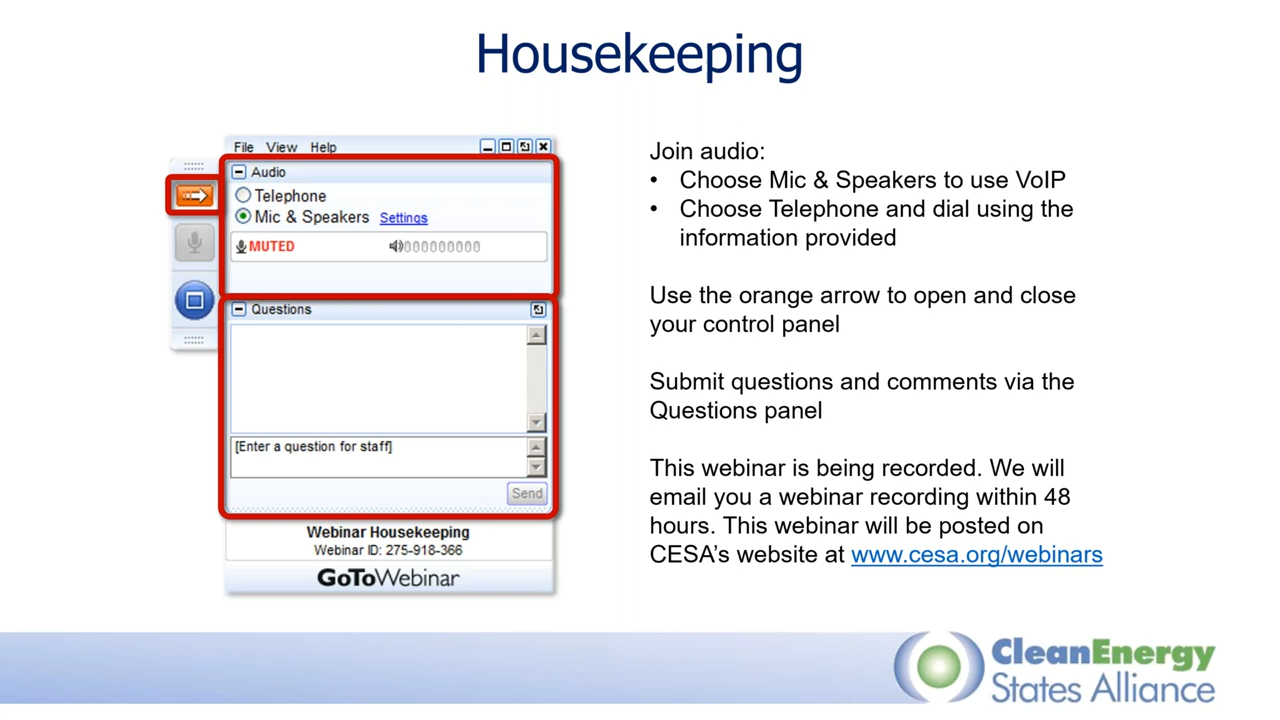 Housekeeping
File View Help
Audio
Telephone
Mic & Speakers Settings
MUTED
Questions
[Enter a question for staff]
Send
Webinar Housekeeping
Webinar ID: 275-918-366
GoToWebinar
Join audio:
• Choose Mic & Speakers to use VoIP
• Choose Telephone and dial using the
information provided
Use the orange arrow to open and close
your control panel
Submit questions and comments via the
Questions panel
This webinar is being recorded. We will
email you a webinar recording within 48
hours. This webinar will be posted on
CESA’s website at www.cesa.org/webinars
CleanEnergy
States Alliance